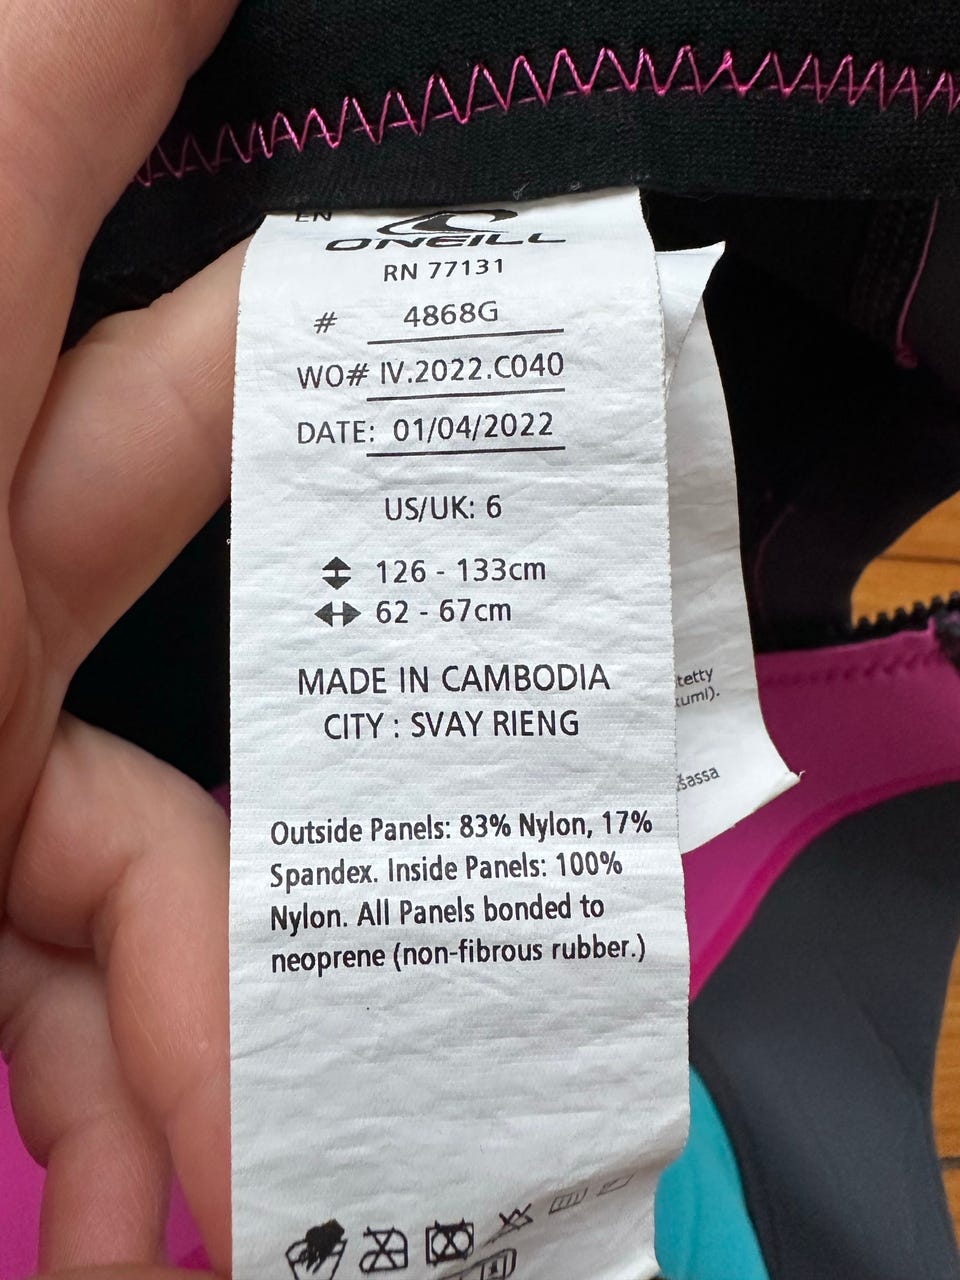 EN
O'NEILL
RN 77131
# 4868G
WO# IV.2022.C040
DATE: 01/04/2022
US/UK: 6
126 - 133cm
62 - 67cm
MADE IN CAMBODIA
CITY : SVAY RIENG
Outside Panels: 83% Nylon, 17%
Spandex. Inside Panels: 100%
Nylon. All Panels bonded to
neoprene (non-fibrous rubber.)